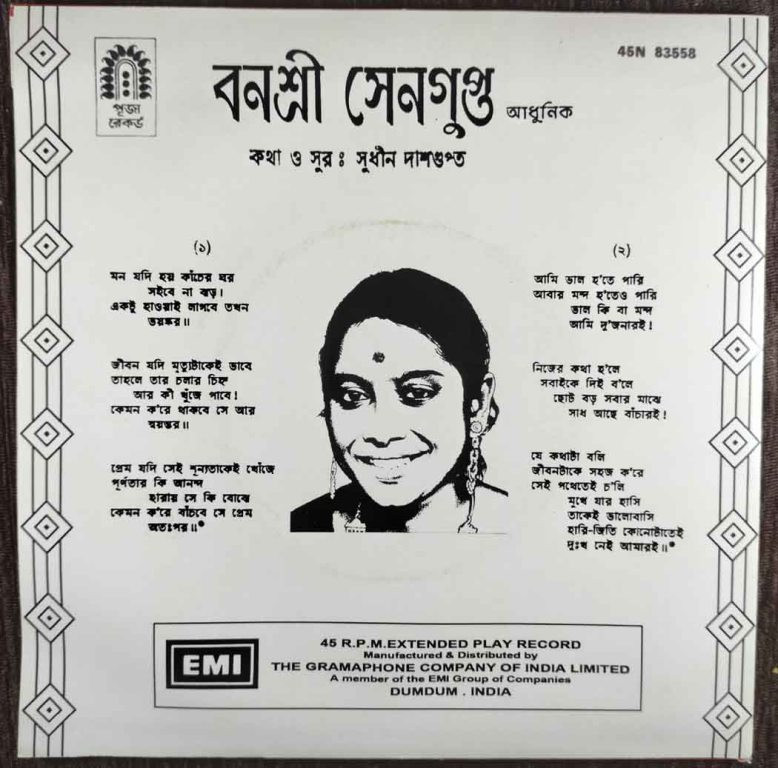 45N 83558
পূজা
রেকর্ড
বনশ্রী সেনগুপ্ত আধুনিক
কথা ও সুর : সুধীন দাশগুপ্ত
(১)
মন যদি হয় কাঁচের ঘর
সইবে না ঝড়।
একটু হাওয়াই লাগবে তখন
ভয়ঙ্কর॥
জীবন যদি মৃত্যুটাকেই ভাবে
তাহলে তার চলার চিহ্ন
আর কী খুঁজে পাবে!
কেমন ক'রে থাকবে সে আর
স্বয়ম্ভর॥
প্রেম যদি সেই শূন্যতাকেই খোঁজে
পূর্ণতার কি আনন্দ
হারায় সে কি বোঝে
কেমন ক'রে বাঁচবে সে প্রেম
অতঃপর॥*
(২)
আমি ভাল হ'তে পারি
আবার মন্দ হ'তেও পারি
ভাল কি বা মন্দ
আমি দু'জনারই!
নিজের কথা হ'লে
সবাইকে দিই ব'লে
ছোট বড় সবার মাঝে
সাধ আছে বাঁচারই!
যে কথাটা বলি
জীবনটাকে সহজ ক'রে
সেই পথেতেই চ'লি
মুখে যার হাসি
তাকেই ভালোবাসি
হারি-জিতি কোনোটাতেই
দুঃখ নেই আমারই॥*
EMI
45 R.P.M.EXTENDED PLAY RECORD
Manufactured & Distributed by
THE GRAMAPHONE COMPANY OF INDIA LIMITED
A member of the EMI Group of Companies
DUMDUM . INDIA